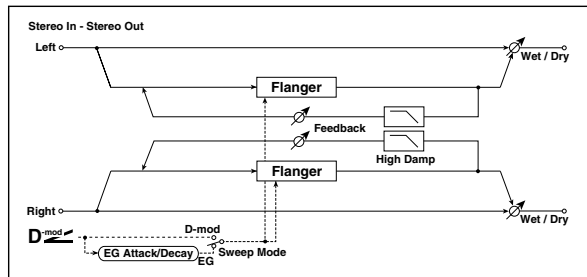 Stereo In - Stereo Out
Left
Wet / Dry
Flanger
Feedback
High Damp
Flanger
Right
Wet / Dry
D-mod
D-mod
EG Attack/Decay
EG
Sweep Mode